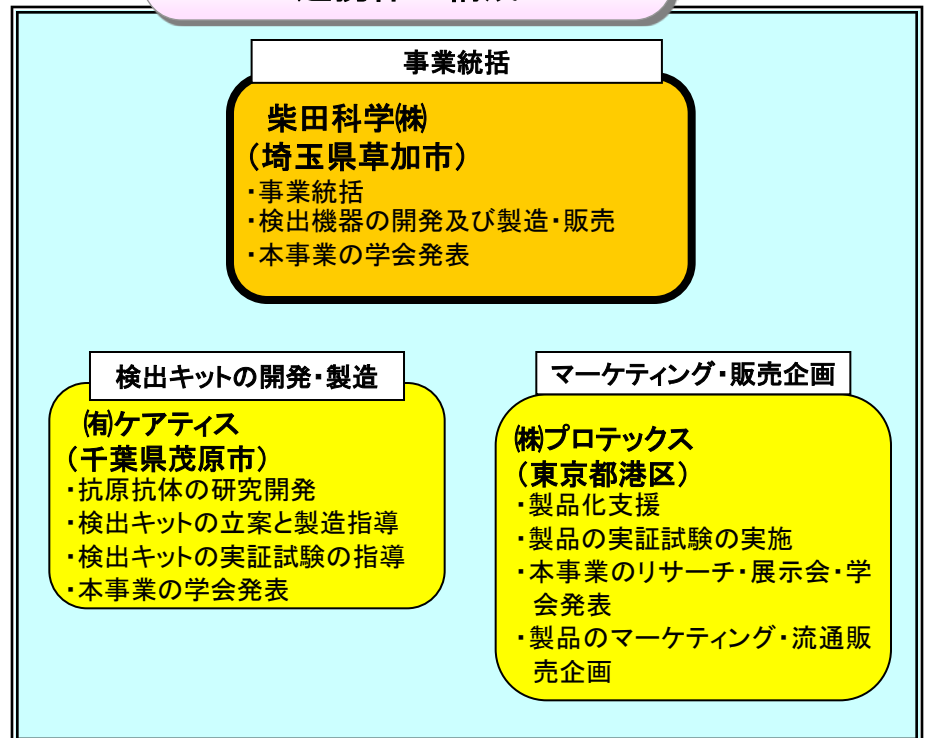 事業統括
柴田科学㈱
(埼玉県草加市)
・事業統括
・検出機器の開発及び製造・販売
・本事業の学会発表
検出キットの開発・製造
㈲ケアティス
(千葉県茂原市)
・抗原抗体の研究開発
・検出キットの立案と製造指導
・検出キットの実証試験の指導
・本事業の学会発表
マーケティング・販売企画
㈱プロテックス
(東京都港区)
・製品化支援
・製品の実証試験の実施
・本事業のリサーチ・展示会・学
会発表
・製品のマーケティング・流通販
売企画